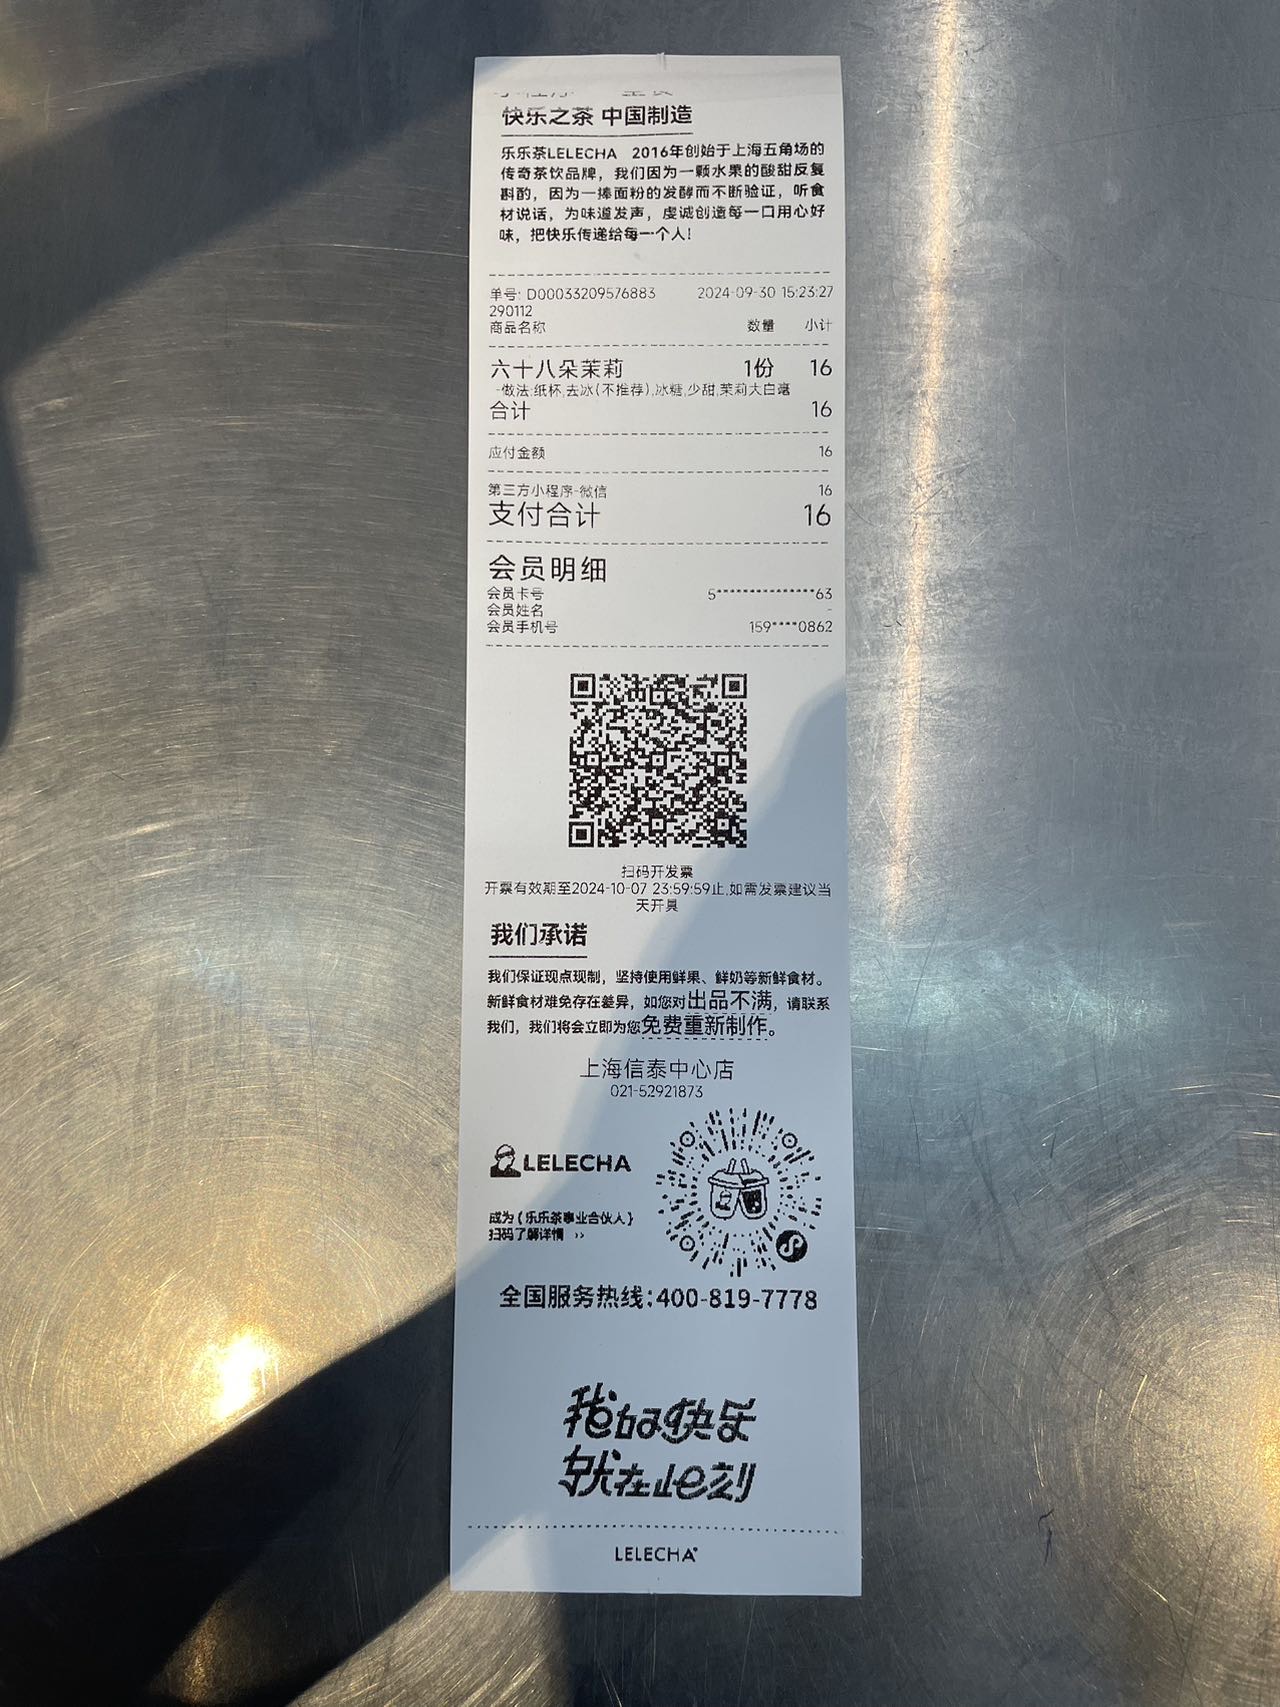 快乐之茶 中国制造
乐乐茶LELECHA 2016年创始于上海五角场的
传奇茶饮品牌，我们因为一颗水果的酸甜反复
斟酌，因为一捧面粉的发酵而不断验证，听食
材说话，为味道发声，虔诚创造每一口用心好
味，把快乐传递给每一个人!
单号: D00033209576883 2024-09-30 15:23:27
290112
商品名称 数量 小计
六十八朵茉莉 1份 16
-做法:纸杯,去冰(不推荐),冰糖,少甜,茉莉大白毫
合计 16
应付金额 16
第三方小程序-微信 16
支付合计 16
会员明细
会员卡号 5***************63
会员姓名 -
会员手机号 159****0862
扫码开发票
开票有效期至2024-10-07 23:59:59止,如需发票建议当
天开具
我们承诺
我们保证现点现制，坚持使用鲜果、鲜奶等新鲜食材。
新鲜食材难免存在差异，如您对出品不满，请联系
我们，我们将会立即为您免费重新制作。
上海信泰中心店
021-52921873
LELECHA
成为{乐乐茶事业合伙人}
扫码了解详情 ››
全国服务热线:400-819-7778
我的快乐
就在此刻
LELECHA